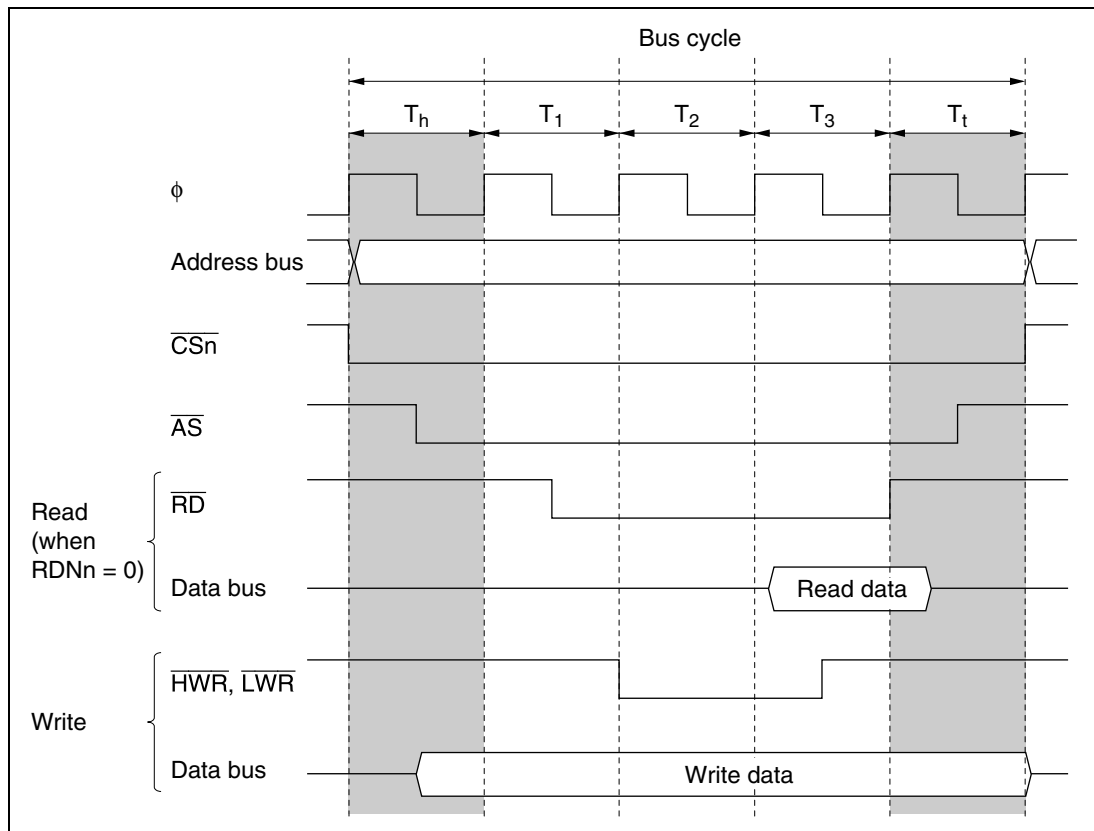 Bus cycle
Th T1 T2 T3 Tt
ϕ
Address bus
CSn
AS
Read
(when
RDNn = 0)
RD
Data bus
Read data
Write
HWR, LWR
Data bus
Write data